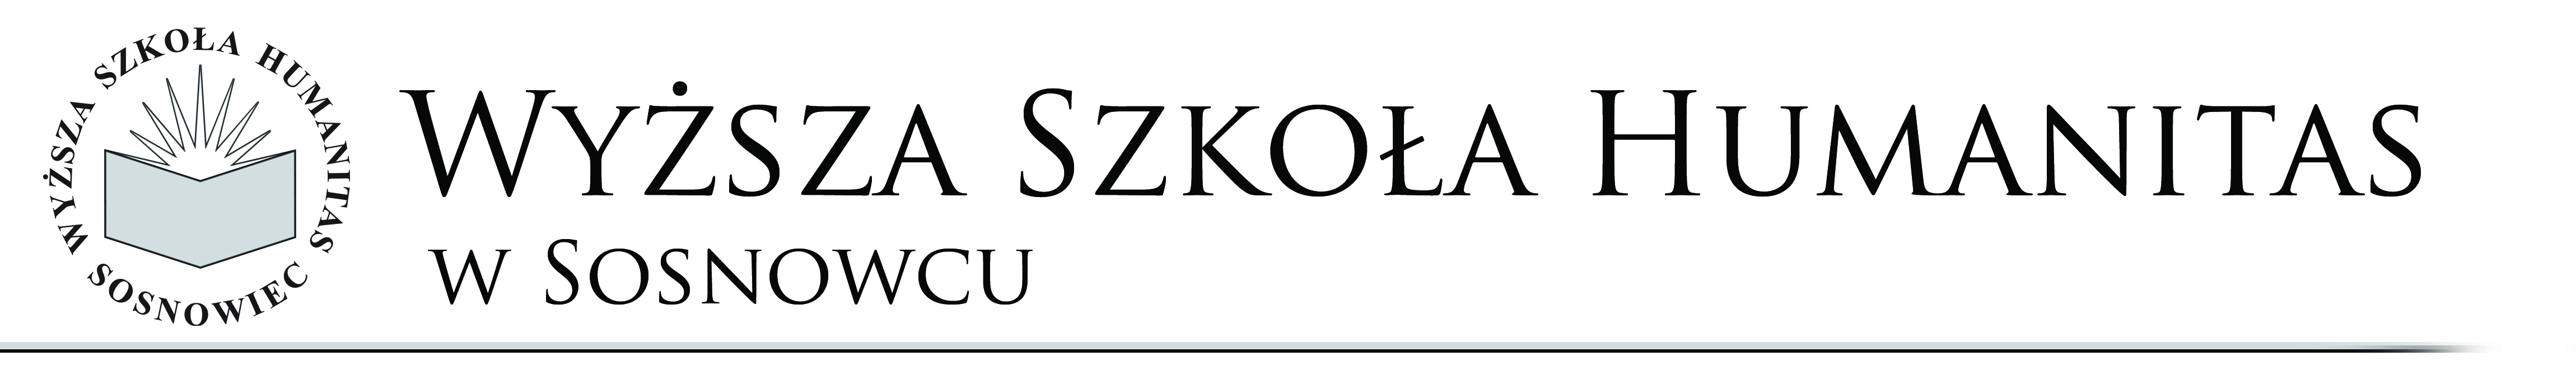 WYŻSZA SZKOŁA HUMANITAS
SOSNOWIEC
WYŻSZA SZKOŁA HUMANITAS
W SOSNOWCU